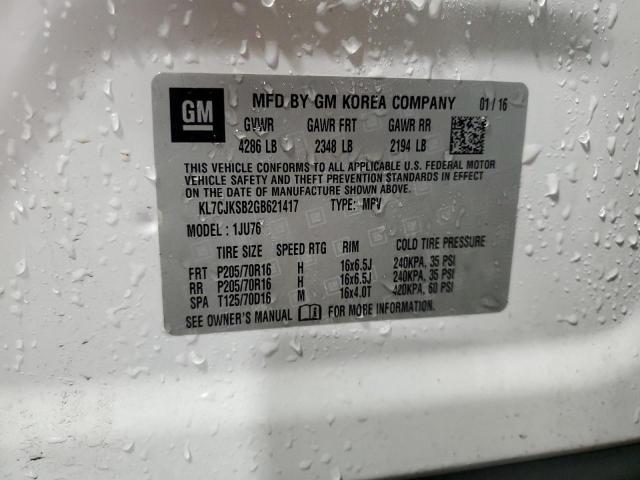 GM MFD BY GM KOREA COMPANY 01/16
GVWR GAWR FRT GAWR RR
4286 LB 2348 LB 2194 LB
THIS VEHICLE CONFORMS TO ALL APPLICABLE U.S. FEDERAL MOTOR
VEHICLE SAFETY AND THEFT PREVENTION STANDARDS IN EFFECT ON
THE DATE OF MANUFACTURE SHOWN ABOVE.
KL7CJKSB2GB621417 TYPE: MPV
MODEL: 1JU76
TIRE SIZE SPEED RTG RIM COLD TIRE PRESSURE
FRT P205/70R16 H 16x6.5J 240KPA, 35 PSI
RR P205/70R16 H 16x6.5J 240KPA, 35 PSI
SPA T125/70D16 M 16x4.0T 420KPA, 60 PSI
SEE OWNER'S MANUAL FOR MORE INFORMATION.